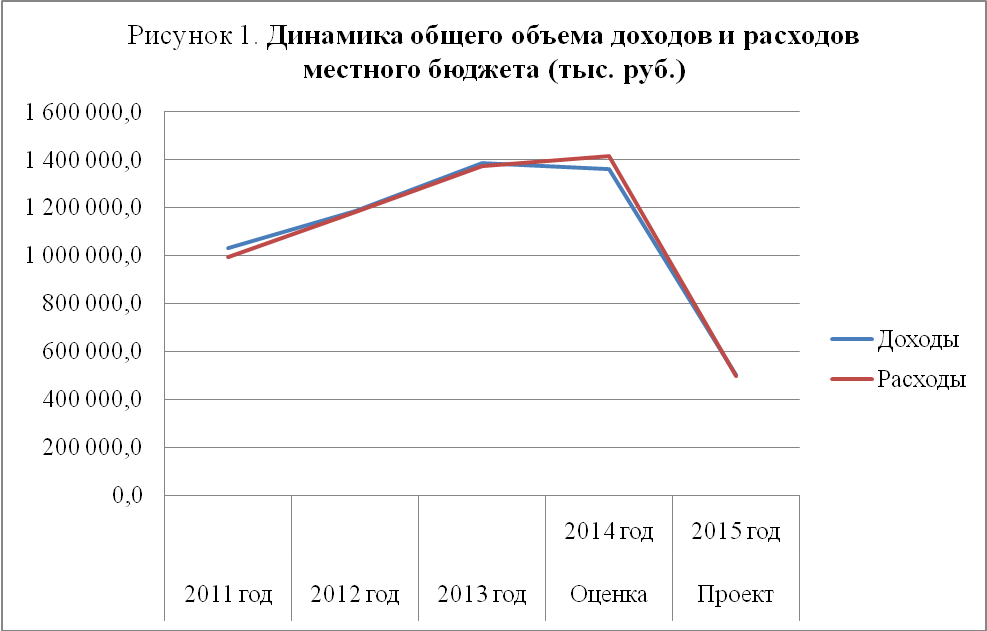 Рисунок 1. Динамика общего объема доходов и расходов
местного бюджета (тыс. руб.)
1 600 000,0
1 400 000,0
1 200 000,0
1 000 000,0
800 000,0
600 000,0
400 000,0
200 000,0
0,0
Доходы
Расходы
2014 год 2015 год
2011 год 2012 год 2013 год Оценка Проект